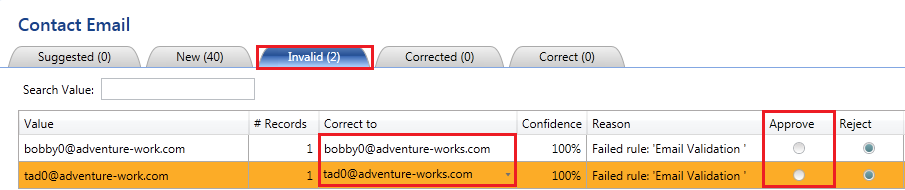 Contact Email
Suggested (0) New (40) Invalid (2) Corrected (0) Correct (0)
Search Value:
Value # Records Correct to Confidence Reason Approve Reject
bobby0@adventure-work.com 1 bobby0@adventure-works.com 100% Failed rule: 'Email Validation '
tad0@adventure-work.com 1 tad0@adventure-works.com 100% Failed rule: 'Email Validation '